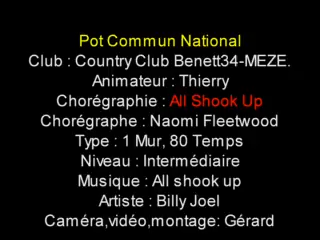 Pot Commun National
Club : Country Club Benett34-MEZE.
Animateur : Thierry
Chorégraphie : All Shook Up
Chorégraphe : Naomi Fleetwood
Type : 1 Mur, 80 Temps
Niveau : Intermédiaire
Musique : All shook up
Artiste : Billy Joel
Caméra,vidéo,montage: Gérard